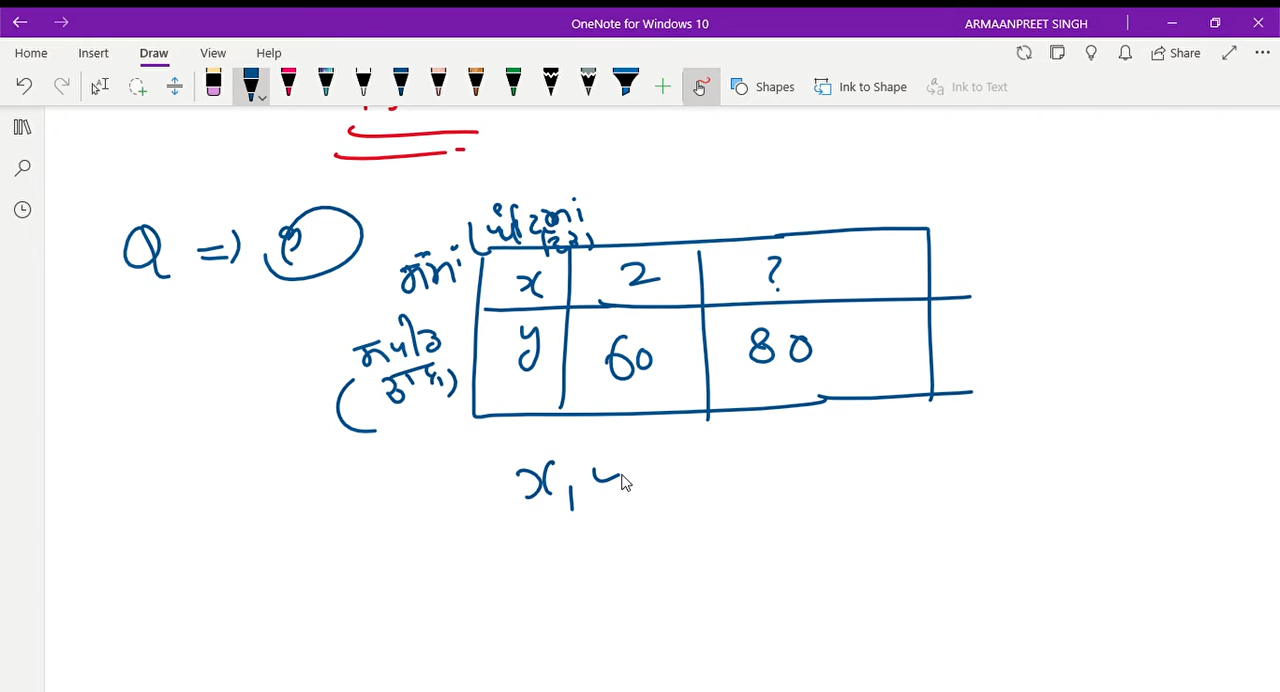 OneNote for Windows 10
ARMAANPREET SINGH
Home Insert Draw View Help
Share
Shapes
Ink to Shape
Ink to Text
Q =>
x 2 ?
y 60 80
x,